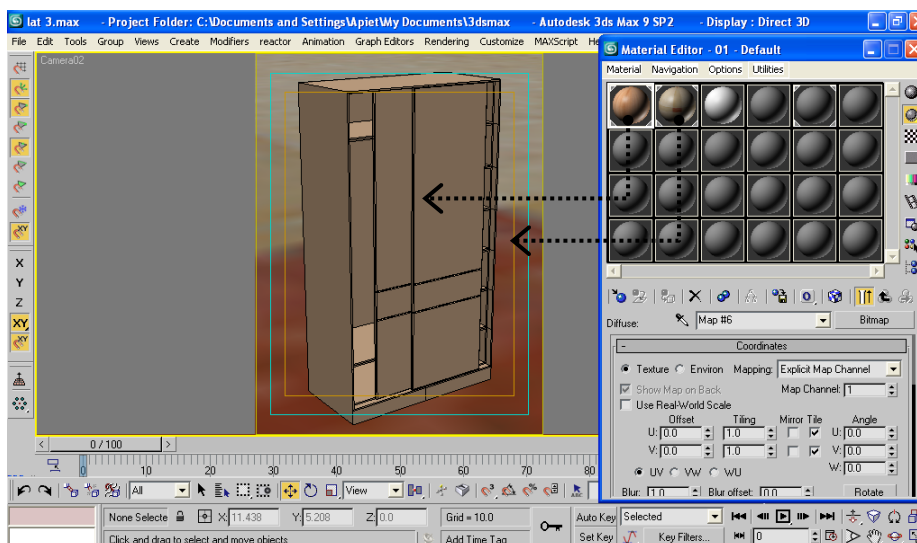 lat 3.max - Project Folder: C:\Documents and Settings\Apiet\My Documents\3dsmax - Autodesk 3ds Max 9 SP2 - Display : Direct 3D
File Edit Tools Group Views Create Modifiers reactor Animation Graph Editors Rendering Customize MAXScript He
Camera02
Material Editor - 01 - Default
Material Navigation Options Utilities
XY
X
Y
Z
XY
XY
Diffuse: Map #6 Bitmap
- Coordinates
Texture Environ Mapping: Explicit Map Channel
Show Map on Back Map Channel: 1
Use Real-World Scale
Offset Tiling Mirror Tile Angle
U: 0.0 1.0 U: 0.0
V: 0.0 1.0 V: 0.0
UV VW WU W: 0.0
Blur: 1.0 Blur offset: 0.0 Rotate
< 0 / 100 >
0 10 20 30 40 50 60 70 80
All View
None Selecte X: 11.438 Y: 5.208 Z: 0.0 Grid = 10.0 Auto Key Selected
Click and drag to select and move objects Add Time Tag Set Key Key Filters... 0